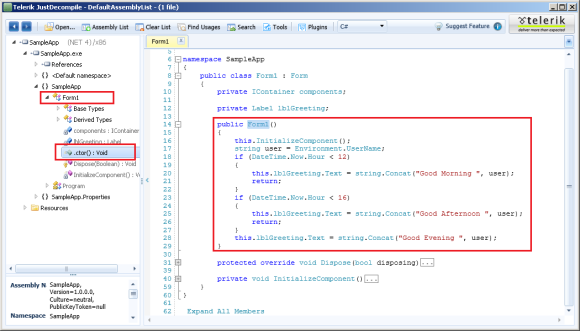 Telerik JustDecompile - DefaultAssemblyList - (1 file)
Open... Assembly List Clear List Find Usages Search Tools Plugins C# Suggest Feature telerik
deliver more than expected
SampleApp (NET 4) / x86
SampleApp.exe
References
{} <Default namespace>
{} SampleApp
Form1
Base Types
Derived Types
components : IContainer
lblGreeting : Label
.ctor() : Void
Dispose(Boolean) : Void
InitializeComponent() : V
Program
{} SampleApp.Properties
Resources
Assembly N SampleApp,
Version=1.0.0.0,
Culture=neutral,
PublicKeyToken=null
Namespace SampleApp
Form1
5
6 namespace SampleApp
7 {
8 public class Form1 : Form
9 {
10 private IContainer components;
11
12 private Label lblGreeting;
13
14 public Form1()
15 {
16 this.InitializeComponent();
17 string user = Environment.UserName;
18 if (DateTime.Now.Hour < 12)
19 {
20 this.lblGreeting.Text = string.Concat("Good Morning ", user);
21 return;
22 }
23 if (DateTime.Now.Hour < 16)
24 {
25 this.lblGreeting.Text = string.Concat("Good Afternoon ", user);
26 return;
27 }
28 this.lblGreeting.Text = string.Concat("Good Evening ", user);
29 }
30
31 protected override void Dispose(bool disposing)...
39
40 private void InitializeComponent()...
59 }
60 }
61
62 Expand All Members